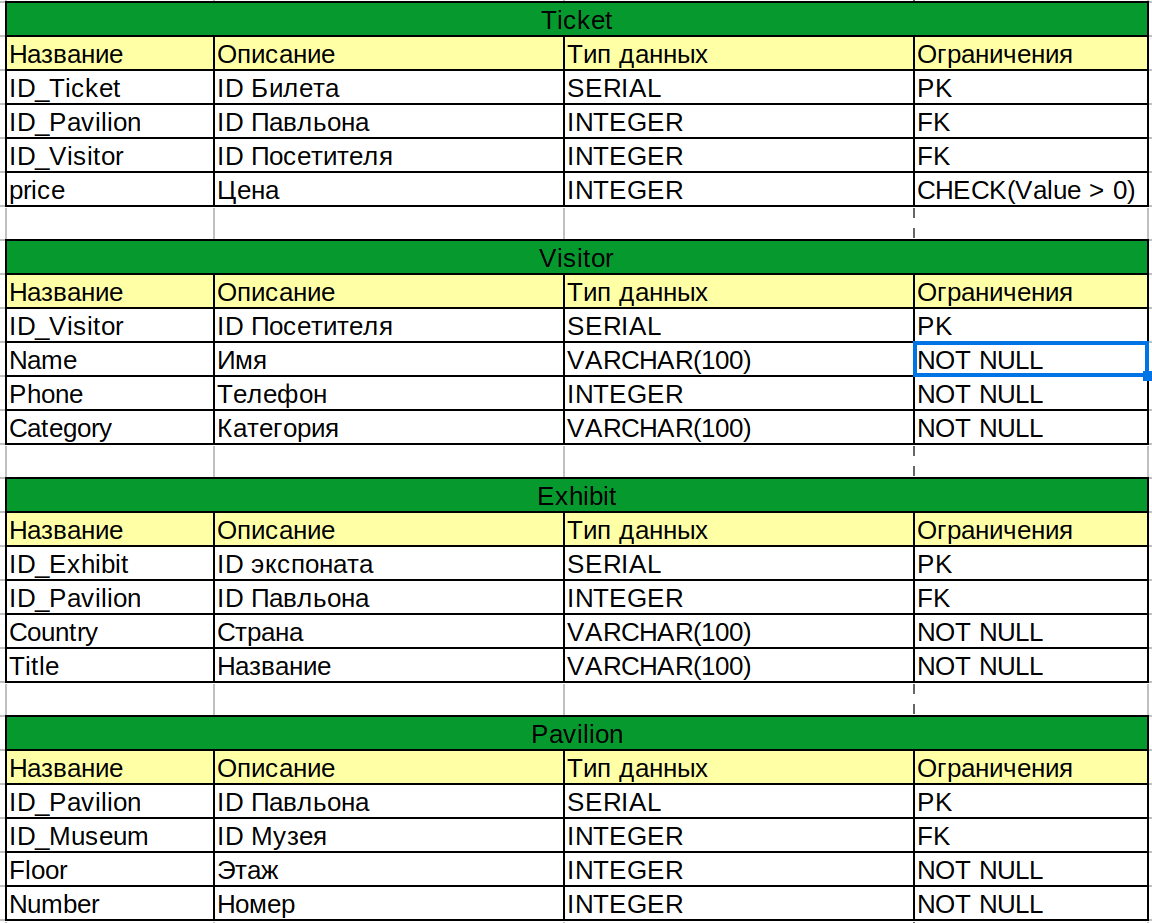 Ticket
Название Описание Тип данных Ограничения
ID_Ticket ID Билета SERIAL PK
ID_Pavilion ID Павльона INTEGER FK
ID_Visitor ID Посетителя INTEGER FK
price Цена INTEGER CHECK(Value > 0)
Visitor
Название Описание Тип данных Ограничения
ID_Visitor ID Посетителя SERIAL PK
Name Имя VARCHAR(100) NOT NULL
Phone Телефон INTEGER NOT NULL
Category Категория VARCHAR(100) NOT NULL
Exhibit
Название Описание Тип данных Ограничения
ID_Exhibit ID экспоната SERIAL PK
ID_Pavilion ID Павльона INTEGER FK
Country Страна VARCHAR(100) NOT NULL
Title Название VARCHAR(100) NOT NULL
Pavilion
Название Описание Тип данных Ограничения
ID_Pavilion ID Павльона SERIAL PK
ID_Museum ID Музея INTEGER FK
Floor Этаж INTEGER NOT NULL
Number Номер INTEGER NOT NULL